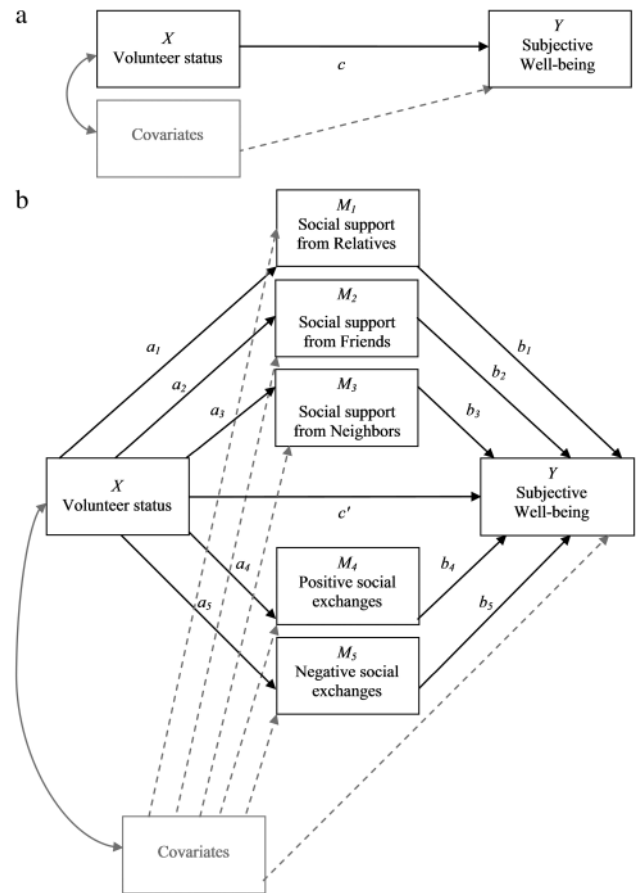 a
X
Volunteer status
Y
Subjective
Well-being
c
Covariates
b
M1
Social support
from Relatives
M2
Social support
from Friends
M3
Social support
from Neighbors
a1
a2
a3
b1
b2
b3
X
Volunteer status
c'
Y
Subjective
Well-being
a4
a5
M4
Positive social
exchanges
M5
Negative social
exchanges
b4
b5
Covariates